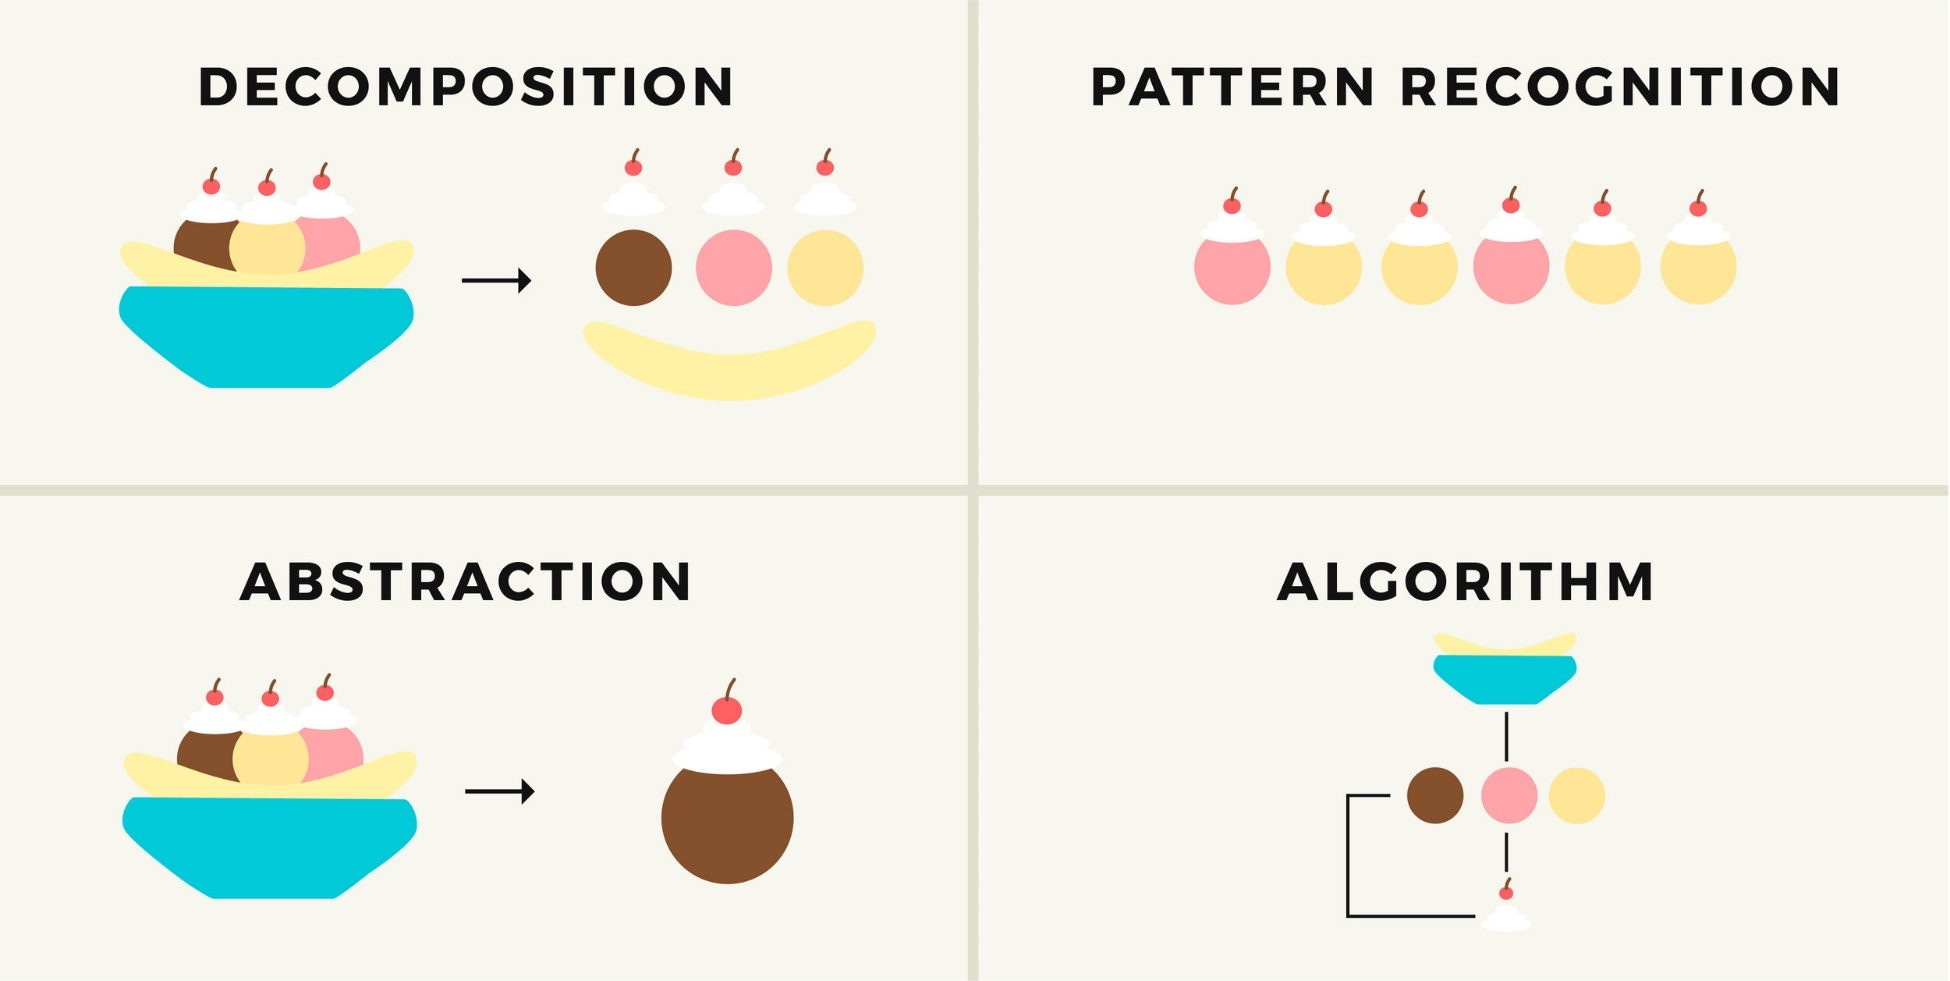 DECOMPOSITION
PATTERN RECOGNITION
ABSTRACTION
ALGORITHM